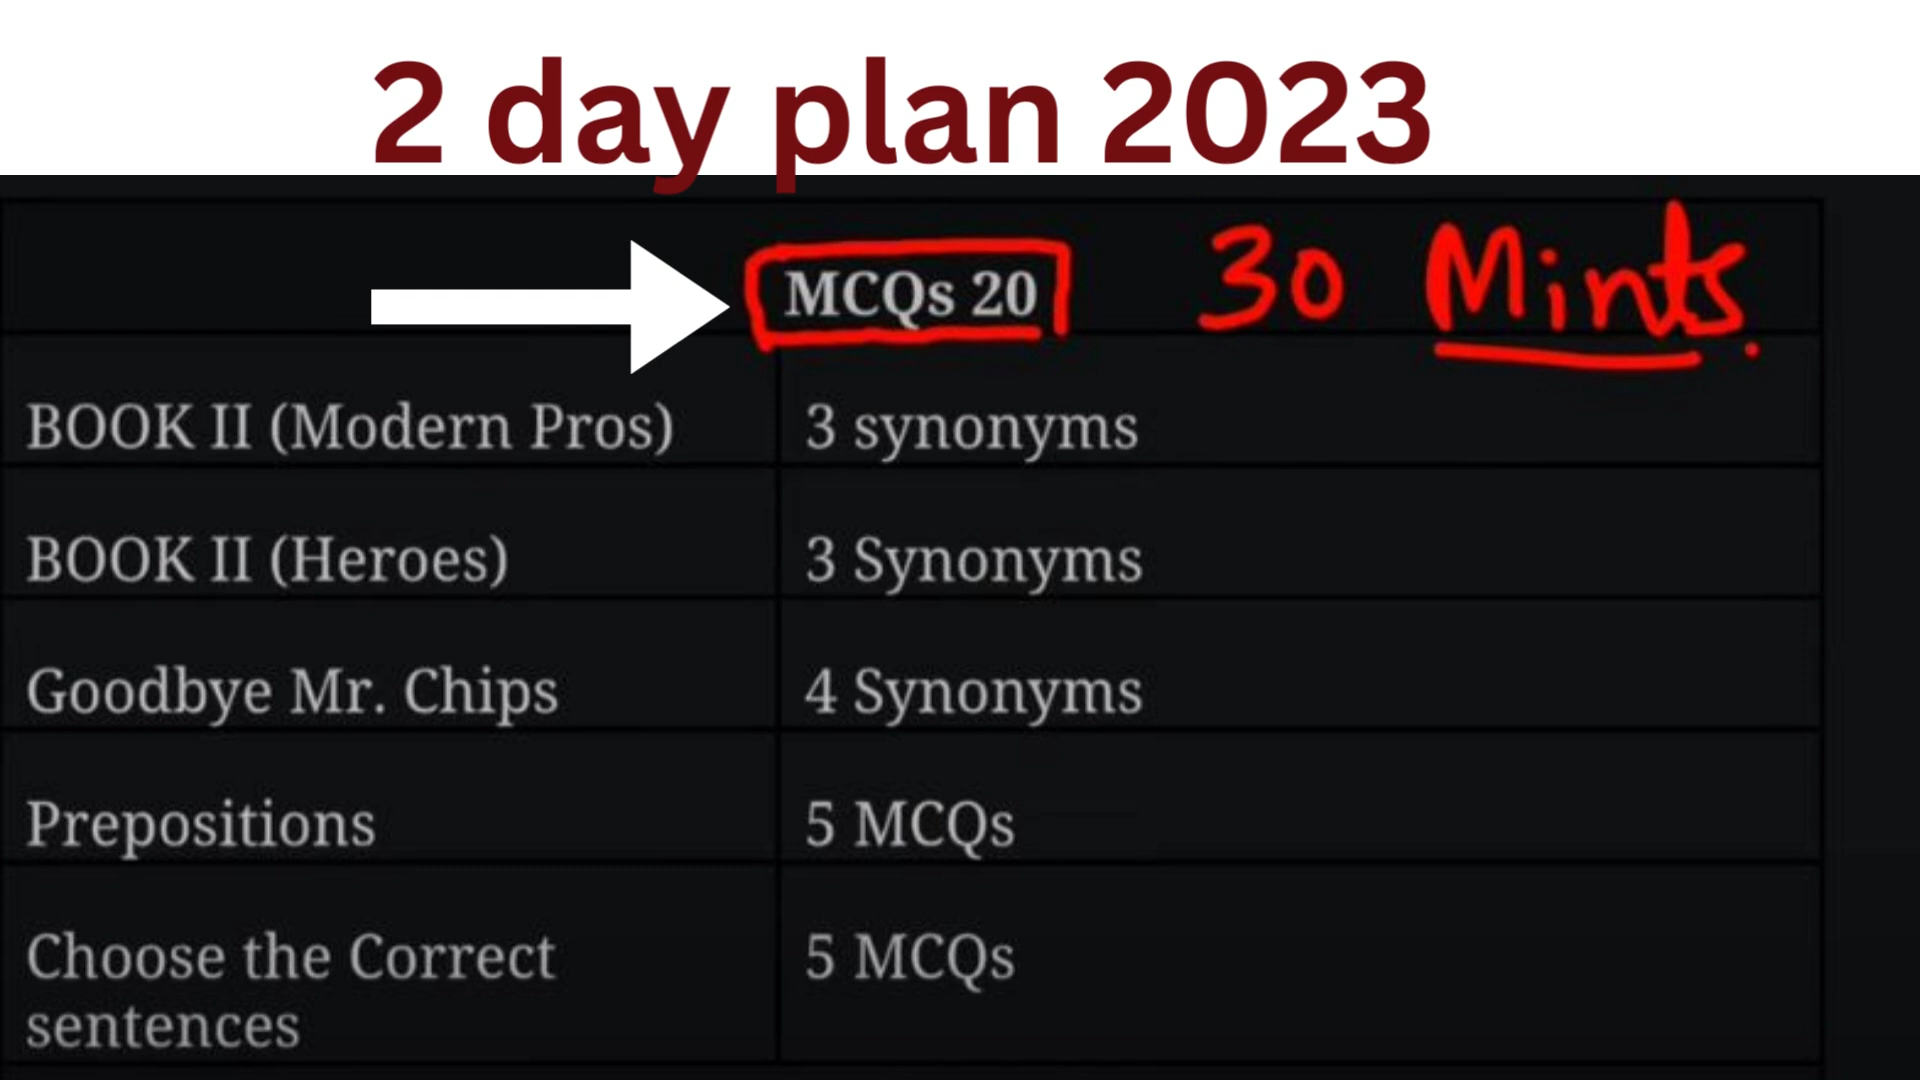 2 day plan 2023
MCQs 20 30 Mints.
BOOK II (Modern Pros) 3 synonyms
BOOK II (Heroes) 3 Synonyms
Goodbye Mr. Chips 4 Synonyms
Prepositions 5 MCQs
Choose the Correct 5 MCQs
sentences